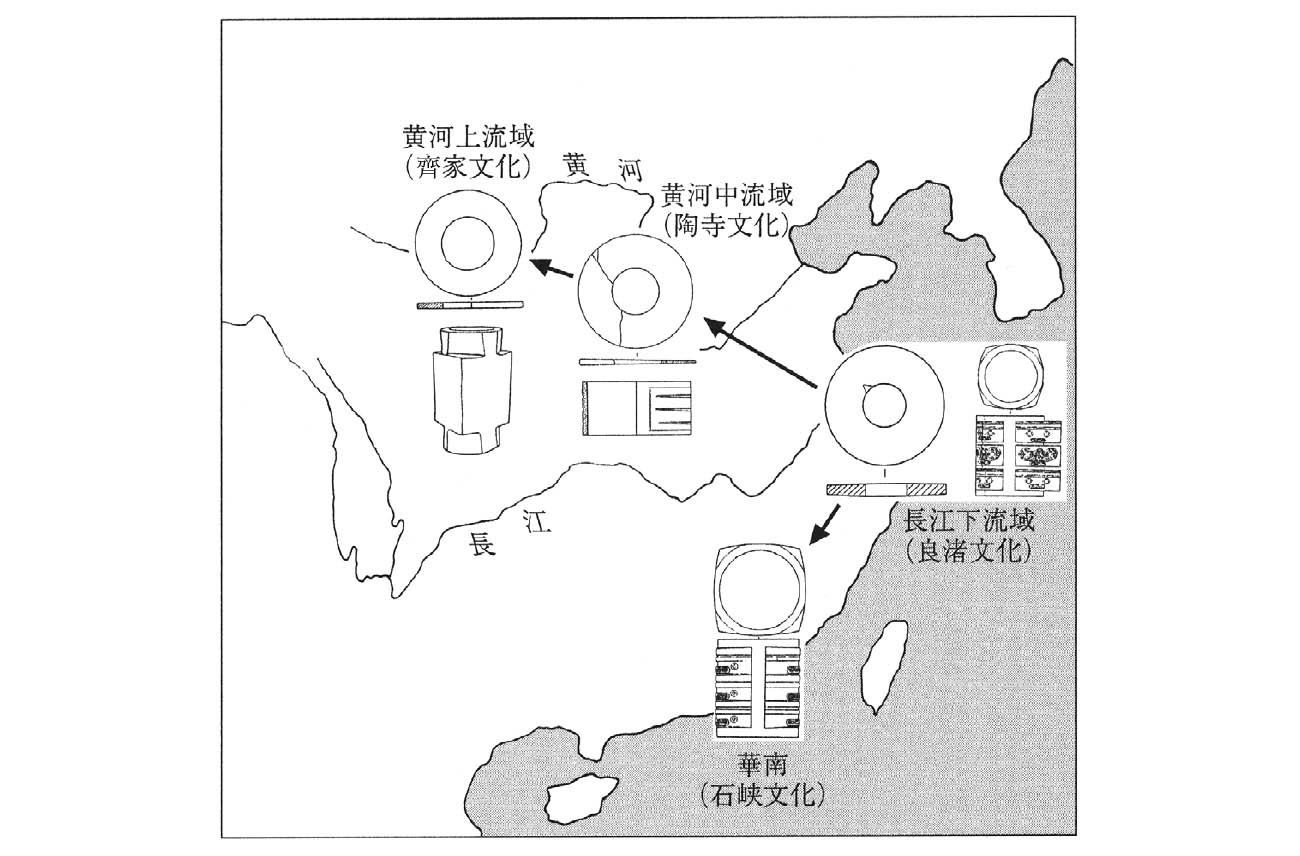 黄河上流域
(齊家文化)
黄河
黄河中流域
(陶寺文化)
長江下流域
(良渚文化)
長江
華南
(石峡文化)